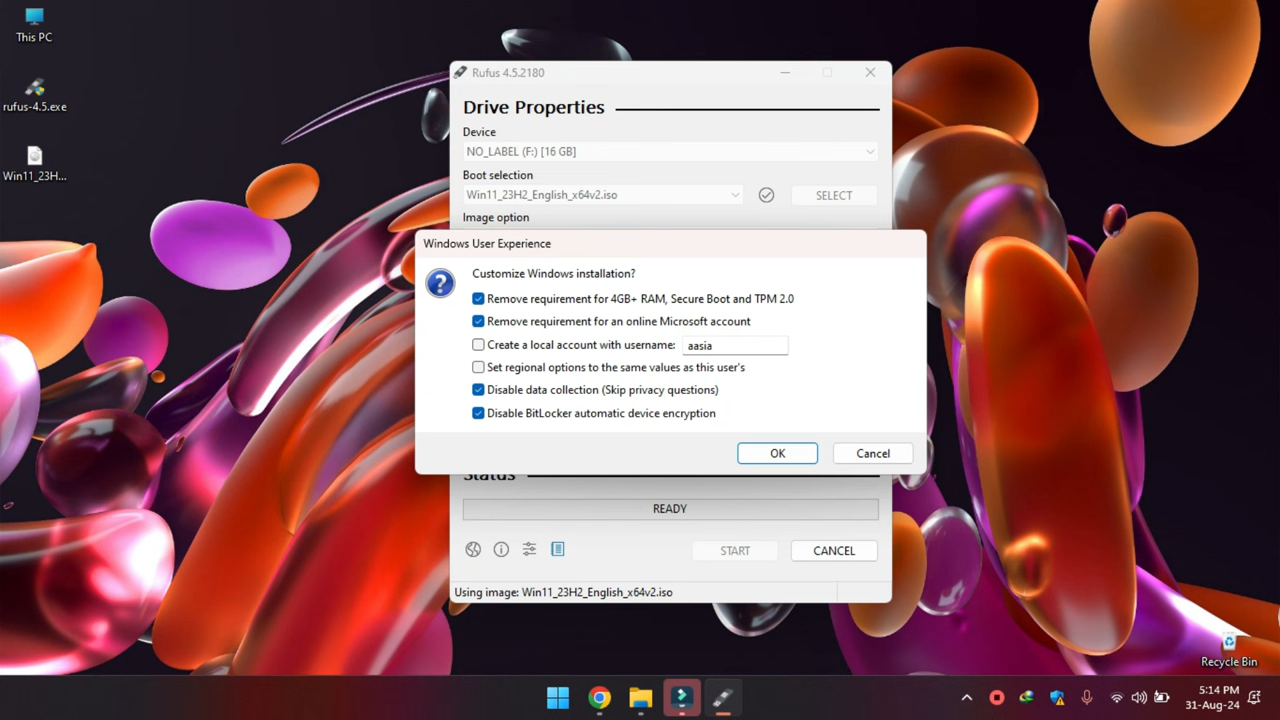 This PC
rufus-4.5.exe
Win11_23H...
Rufus 4.5.2180
Drive Properties
Device
NO_LABEL (F:) [16 GB]
Boot selection
Win11_23H2_English_x64v2.iso
SELECT
Image option
Windows User Experience
Customize Windows installation?
Remove requirement for 4GB+ RAM, Secure Boot and TPM 2.0
Remove requirement for an online Microsoft account
Create a local account with username: aasia
Set regional options to the same values as this user's
Disable data collection (Skip privacy questions)
Disable BitLocker automatic device encryption
OK Cancel
Status
READY
START CANCEL
Using image: Win11_23H2_English_x64v2.iso
Recycle Bin
5:14 PM
31-Aug-24